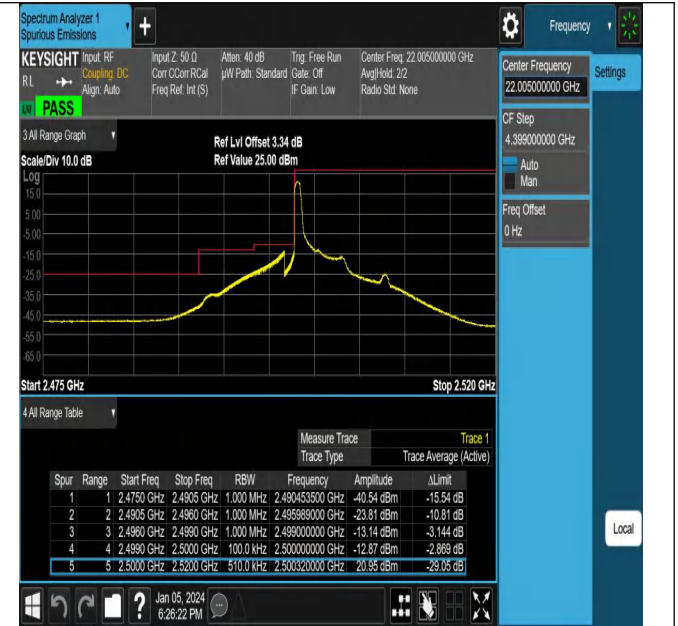 Spectrum Analyzer 1
Spurious Emissions
+
Frequency
KEYSIGHT
RL
LNI PASS
Input: RF
Coupling: DC
Align: Auto
Input Z: 50 Ω
Corr CCorr RCal
Freq Ref: Int (S)
Atten: 40 dB
µW Path: Standard
Trig: Free Run
Gate: Off
IF Gain: Low
Center Freq: 22.005000000 GHz
Avg|Hold: 2/2
Radio Std: None
Center Frequency
22.005000000 GHz
Settings
CF Step
4.399000000 GHz
Auto
Man
Freq Offset
0 Hz
3 All Range Graph
Scale/Div 10.0 dB
Ref Lvl Offset 3.34 dB
Ref Value 25.00 dBm
Log
15.0
5.00
-5.00
-15.0
-25.0
-35.0
-45.0
-55.0
-65.0
Start 2.475 GHz
Stop 2.520 GHz
4 All Range Table
Measure Trace Trace 1
Trace Type Trace Average (Active)
Spur Range Start Freq Stop Freq RBW Frequency Amplitude ΔLimit
1 1 2.4750 GHz 2.4905 GHz 1.000 MHz 2.490453500 GHz -40.54 dBm -15.54 dB
2 2 2.4905 GHz 2.4960 GHz 1.000 MHz 2.495989000 GHz -23.81 dBm -10.81 dB
3 3 2.4960 GHz 2.4990 GHz 1.000 MHz 2.499000000 GHz -13.14 dBm -3.144 dB
4 4 2.4990 GHz 2.5000 GHz 100.0 kHz 2.500000000 GHz -12.87 dBm -2.869 dB
5 5 2.5000 GHz 2.5200 GHz 510.0 kHz 2.500320000 GHz 20.95 dBm -29.05 dB
Local
?
Jan 05, 2024
6:26:22 PM